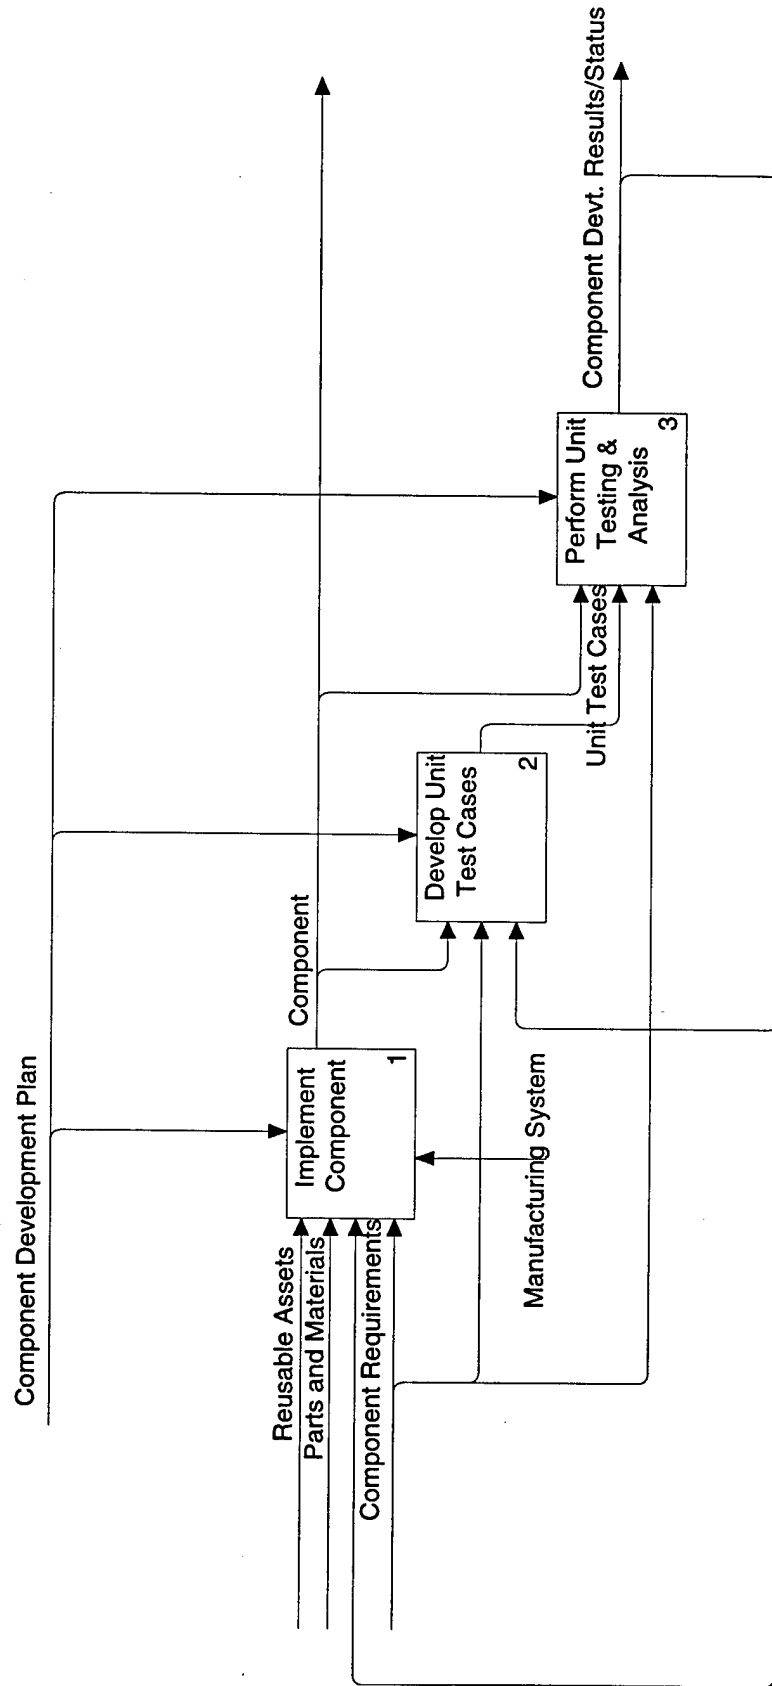 Component Development Plan
Reusable Assets
Parts and Materials
Component Requirements
Implement
Component
1
Manufacturing System
Component
Develop Unit
Test Cases
2
Unit Test Cases
Perform Unit
Testing &
Analysis
3
Component Devt. Results/Status